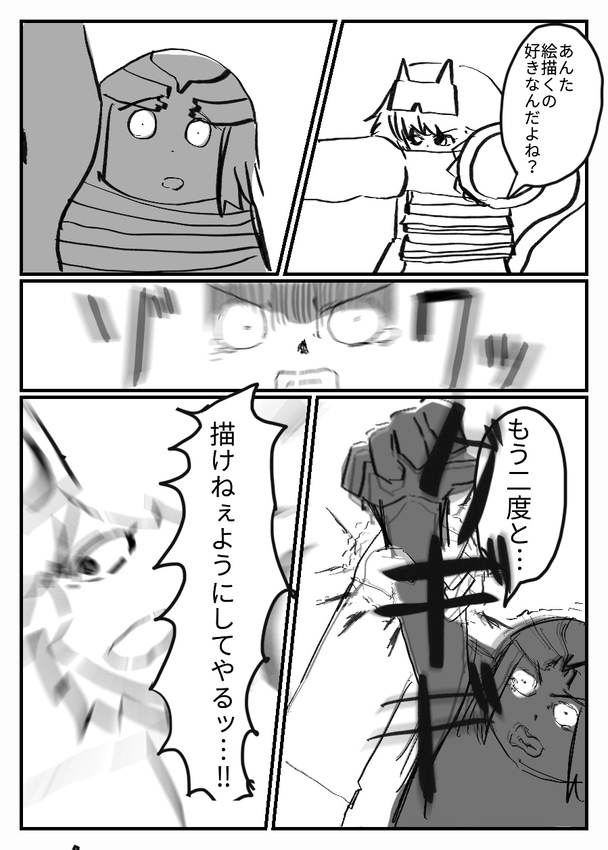 あんた
絵描くの
好きなんだよね？
ゾワッ
もう二度と…
ギギ
描けねぇようにしてやるッ…!!